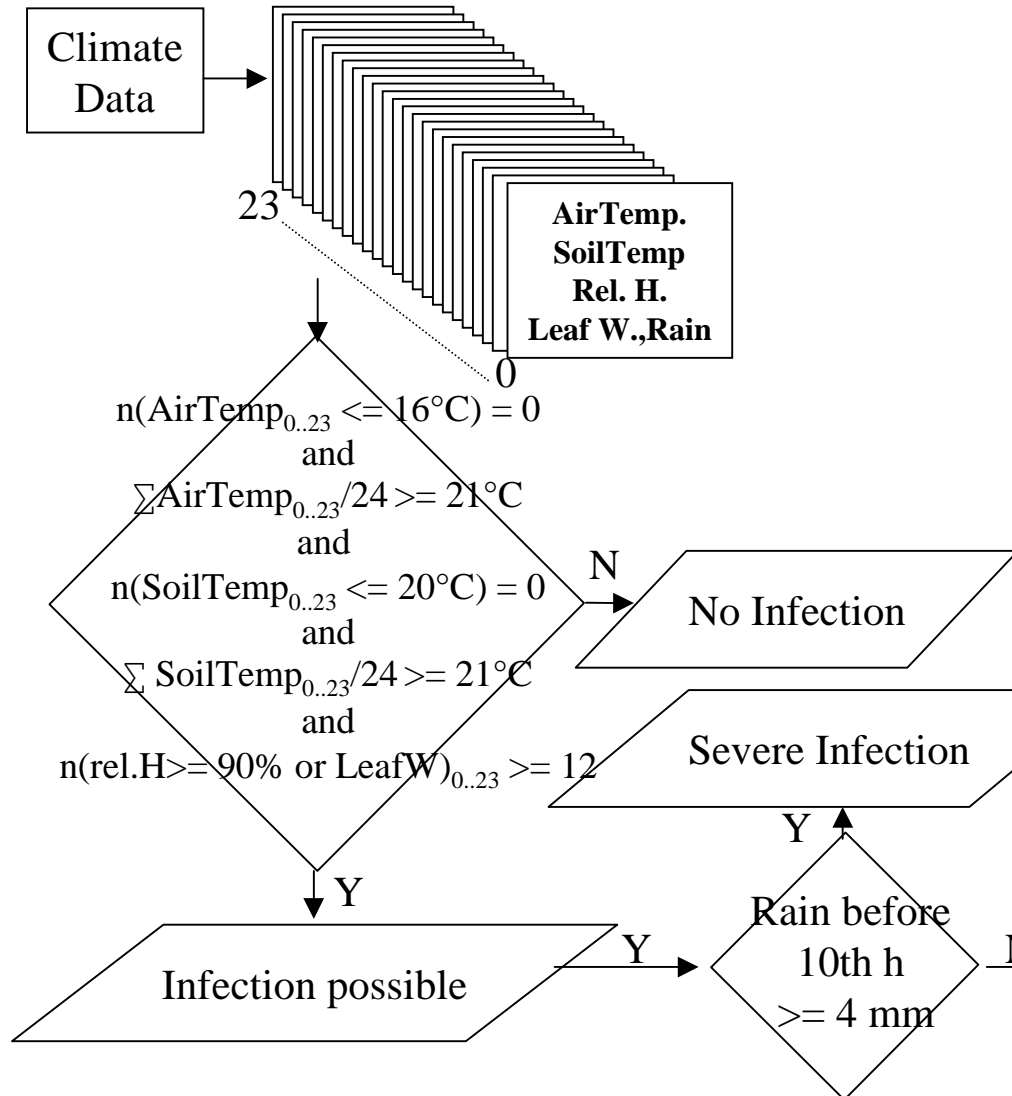 Climate
Data
23
AirTemp.
SoilTemp
Rel. H.
Leaf W.,Rain
0
n(AirTemp0..23 <= 16°C) = 0
and
∑AirTemp0..23/24 >= 21°C
and
n(SoilTemp0..23 <= 20°C) = 0
and
∑ SoilTemp0..23/24 >= 21°C
and
n(rel.H>= 90% or LeafW)0..23 >= 12
N
No Infection
Severe Infection
Y
Y
Infection possible
Y
Rain before
10th h
>= 4 mm